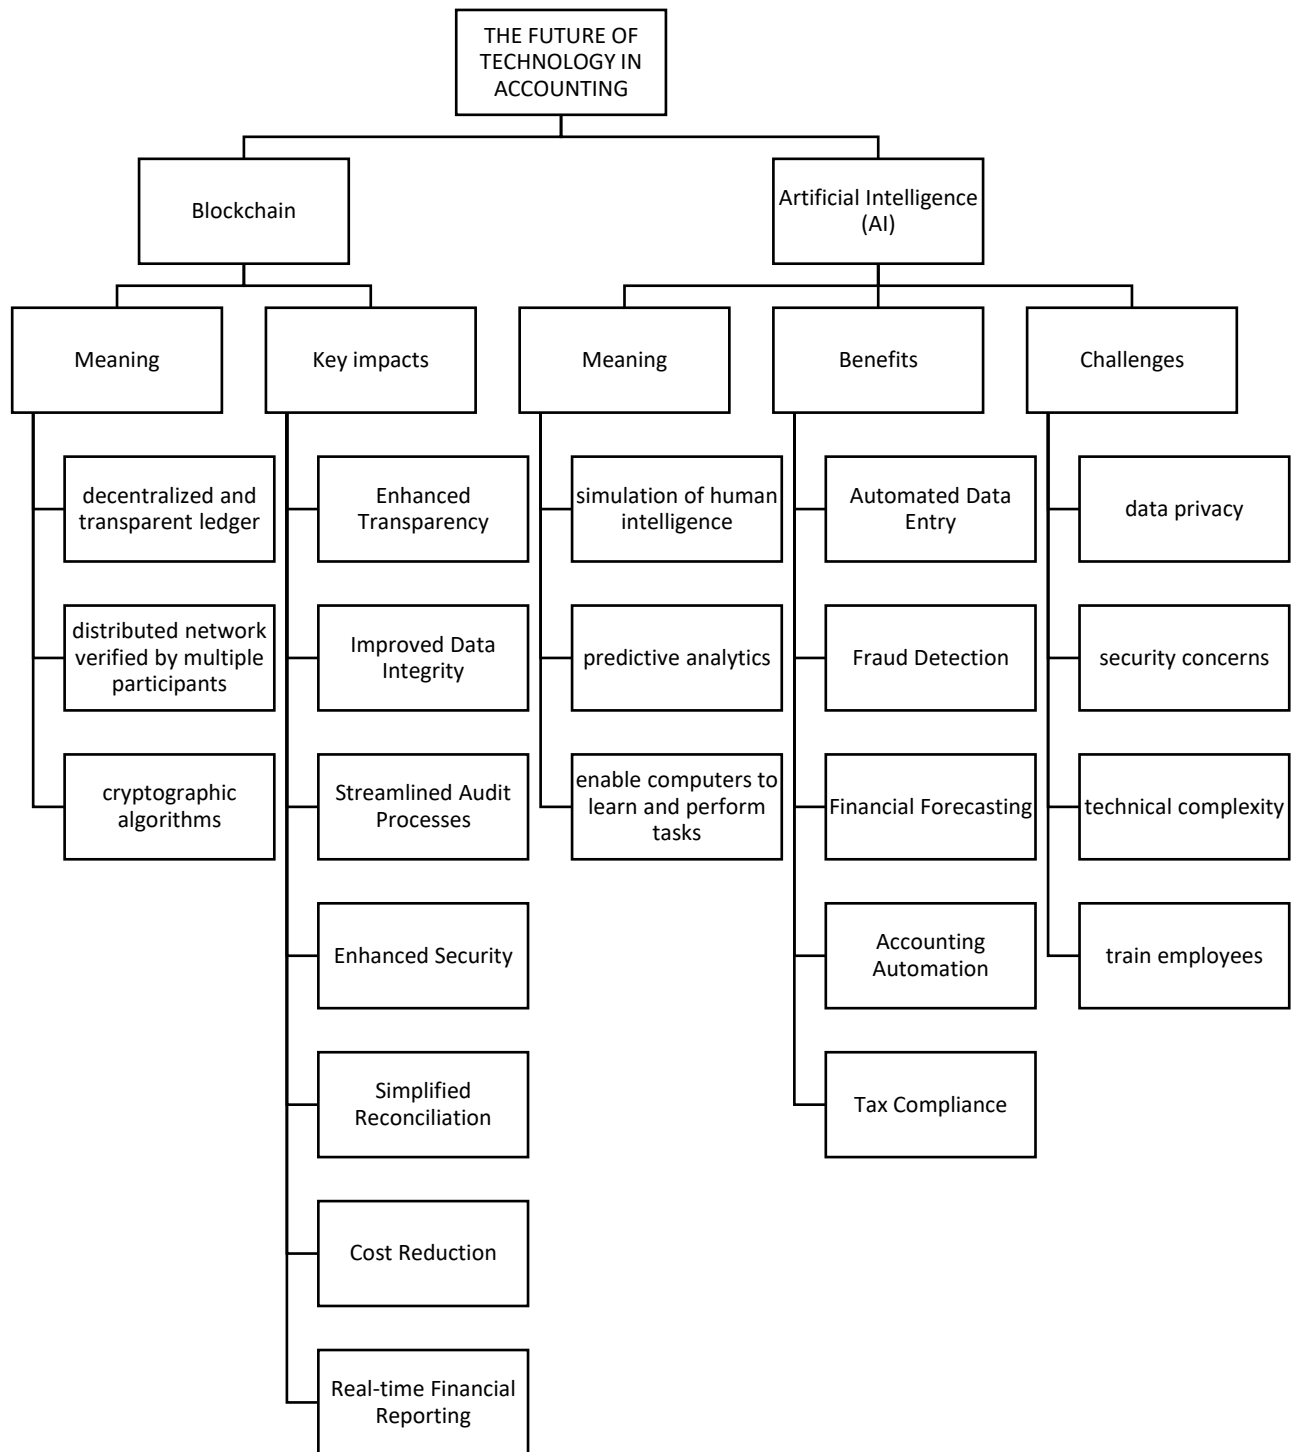 THE FUTURE OF
TECHNOLOGY IN
ACCOUNTING
Blockchain
Artificial Intelligence
(AI)
Meaning
Key impacts
Meaning
Benefits
Challenges
decentralized and
transparent ledger
distributed network
verified by multiple
participants
cryptographic
algorithms
Enhanced
Transparency
Improved Data
Integrity
Streamlined Audit
Processes
Enhanced Security
Simplified
Reconciliation
Cost Reduction
Real-time Financial
Reporting
simulation of human
intelligence
predictive analytics
enable computers to
learn and perform
tasks
Automated Data
Entry
Fraud Detection
Financial Forecasting
Accounting
Automation
Tax Compliance
data privacy
security concerns
technical complexity
train employees